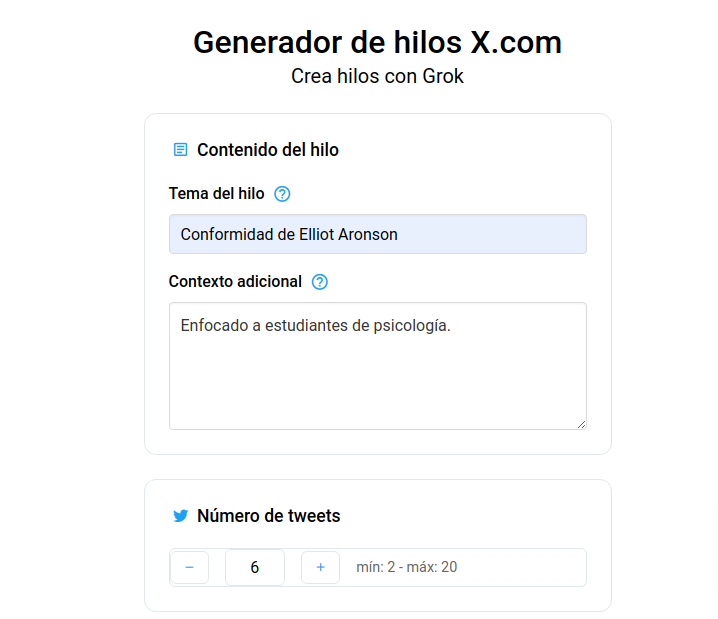 Generador de hilos X.com
Crea hilos con Grok
Contenido del hilo
Tema del hilo ?
Conformidad de Elliot Aronson
Contexto adicional ?
Enfocado a estudiantes de psicología.
Número de tweets
− 6 + mín: 2 - máx: 20